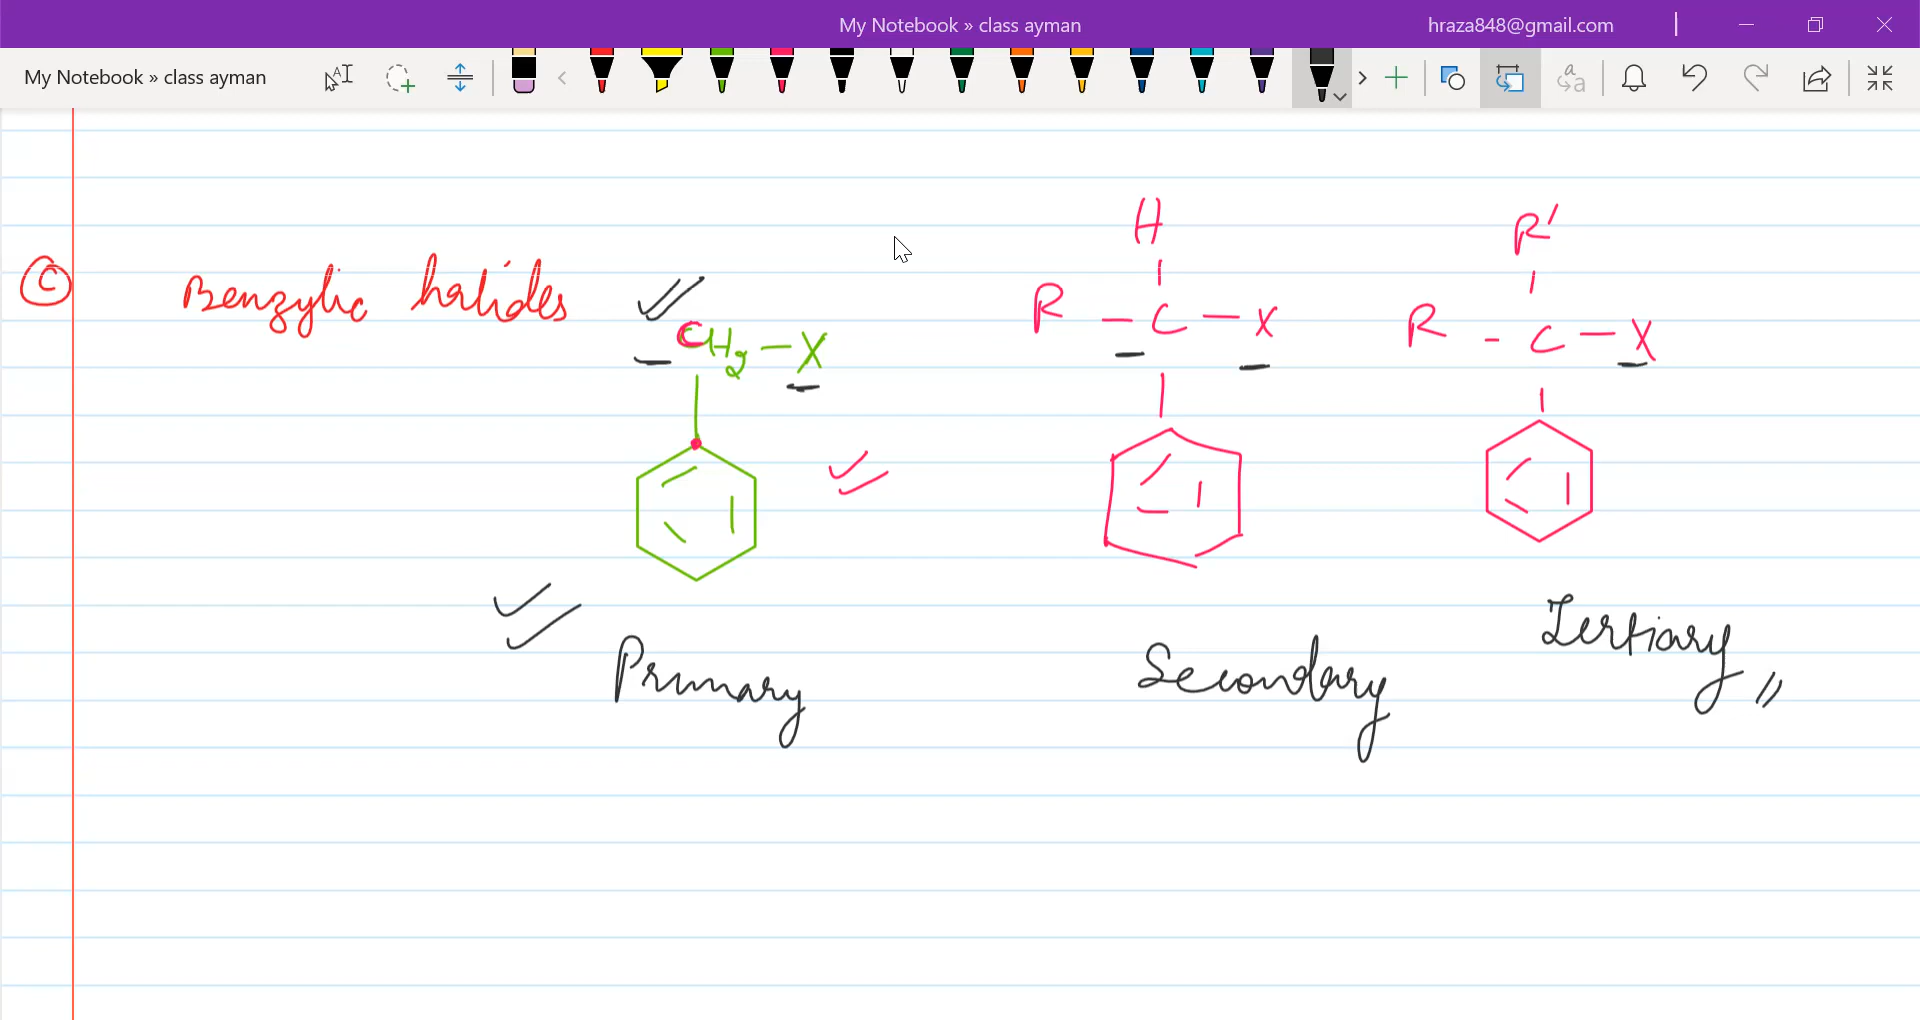 My Notebook » class ayman
hraza848@gmail.com
My Notebook » class ayman
H
R'
© Benzylic halides
CH2 – X
R – C – X
R – C – X
Primary
Secondary
Tertiary